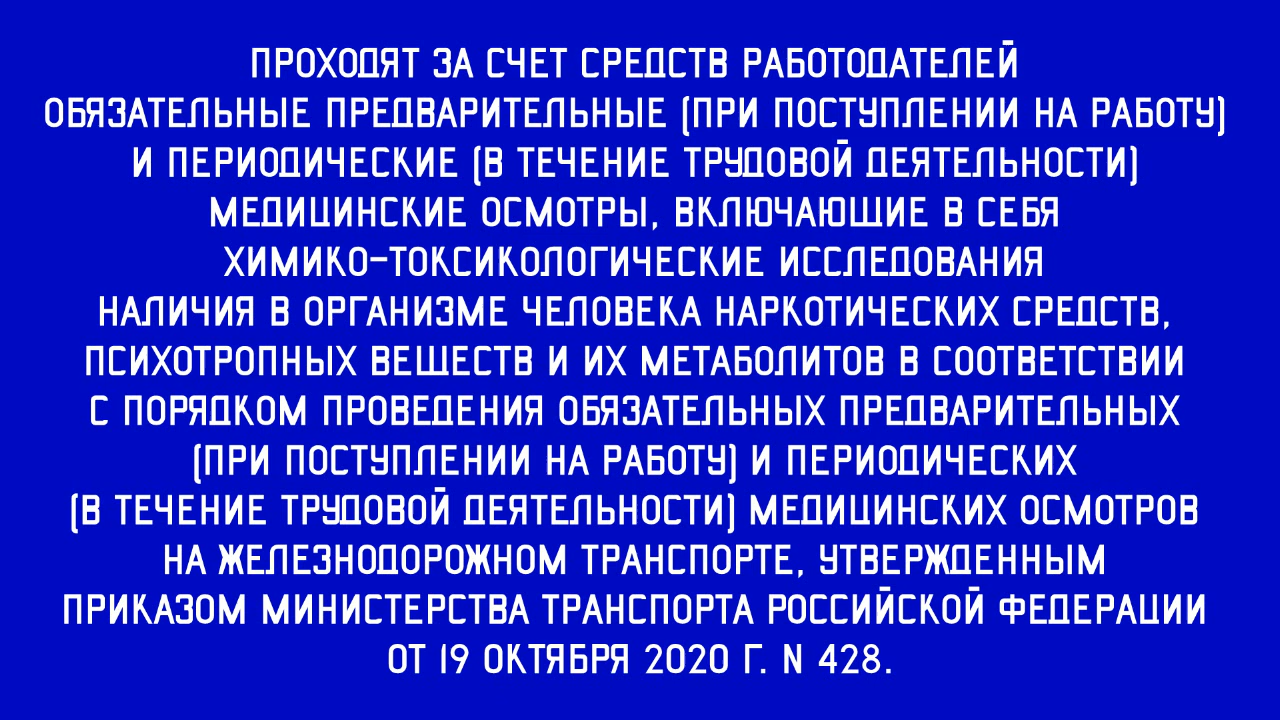 ПРОХОДЯТ ЗА СЧЕТ СРЕДСТВ РАБОТОДАТЕЛЕЙ
ОБЯЗАТЕЛЬНЫЕ ПРЕДВАРИТЕЛЬНЫЕ (ПРИ ПОСТУПЛЕНИИ НА РАБОТУ)
И ПЕРИОДИЧЕСКИЕ (В ТЕЧЕНИЕ ТРУДОВОЙ ДЕЯТЕЛЬНОСТИ)
МЕДИЦИНСКИЕ ОСМОТРЫ, ВКЛЮЧАЮЩИЕ В СЕБЯ
ХИМИКО-ТОКСИКОЛОГИЧЕСКИЕ ИССЛЕДОВАНИЯ
НАЛИЧИЯ В ОРГАНИЗМЕ ЧЕЛОВЕКА НАРКОТИЧЕСКИХ СРЕДСТВ,
ПСИХОТРОПНЫХ ВЕЩЕСТВ И ИХ МЕТАБОЛИТОВ В СООТВЕТСТВИИ
С ПОРЯДКОМ ПРОВЕДЕНИЯ ОБЯЗАТЕЛЬНЫХ ПРЕДВАРИТЕЛЬНЫХ
(ПРИ ПОСТУПЛЕНИИ НА РАБОТУ) И ПЕРИОДИЧЕСКИХ
(В ТЕЧЕНИЕ ТРУДОВОЙ ДЕЯТЕЛЬНОСТИ) МЕДИЦИНСКИХ ОСМОТРОВ
НА ЖЕЛЕЗНОДОРОЖНОМ ТРАНСПОРТЕ, УТВЕРЖДЕННЫМ
ПРИКАЗОМ МИНИСТЕРСТВА ТРАНСПОРТА РОССИЙСКОЙ ФЕДЕРАЦИИ
ОТ 19 ОКТЯБРЯ 2020 Г. N 428.